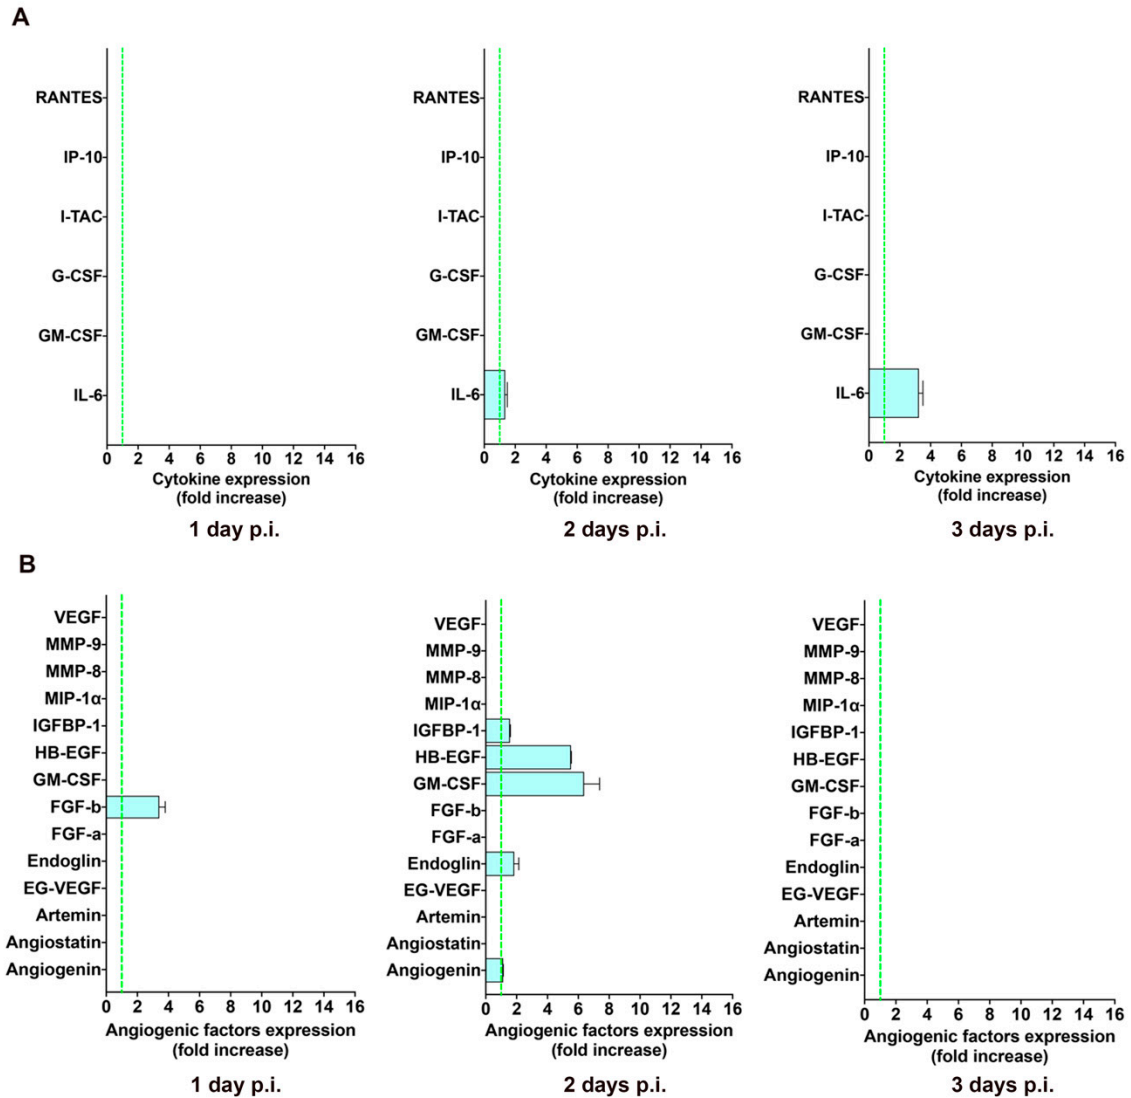 A
RANTES
IP-10
I-TAC
G-CSF
GM-CSF
IL-6
0 2 4 6 8 10 12 14 16
Cytokine expression
(fold increase)
1 day p.i.
RANTES
IP-10
I-TAC
G-CSF
GM-CSF
IL-6
0 2 4 6 8 10 12 14 16
Cytokine expression
(fold increase)
2 days p.i.
RANTES
IP-10
I-TAC
G-CSF
GM-CSF
IL-6
0 2 4 6 8 10 12 14 16
Cytokine expression
(fold increase)
3 days p.i.
B
VEGF
MMP-9
MMP-8
MIP-1α
IGFBP-1
HB-EGF
GM-CSF
FGF-b
FGF-a
Endoglin
EG-VEGF
Artemin
Angiostatin
Angiogenin
0 2 4 6 8 10 12 14 16
Angiogenic factors expression
(fold increase)
1 day p.i.
VEGF
MMP-9
MMP-8
MIP-1α
IGFBP-1
HB-EGF
GM-CSF
FGF-b
FGF-a
Endoglin
EG-VEGF
Artemin
Angiostatin
Angiogenin
0 2 4 6 8 10 12 14 16
Angiogenic factors expression
(fold increase)
2 days p.i.
VEGF
MMP-9
MMP-8
MIP-1α
IGFBP-1
HB-EGF
GM-CSF
FGF-b
FGF-a
Endoglin
EG-VEGF
Artemin
Angiostatin
Angiogenin
0 2 4 6 8 10 12 14 16
Angiogenic factors expression
(fold increase)
3 days p.i.